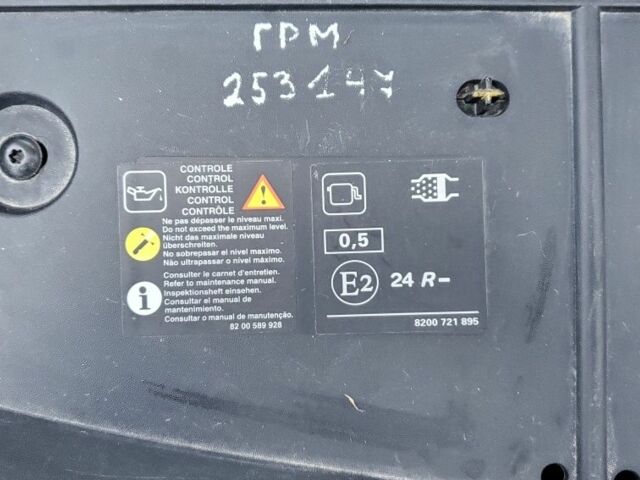 ГРМ
253147
CONTROLE
CONTROL
KONTROLLE
CONTROL
CONTRÔLE
Ne pas dépasser le niveau maxi.
Do not exceed the maximum level.
Nicht das maximale niveau
überschreiten.
No sobrepasar el nivel maximo.
Não ultrapassar o nível máximo.
Consulter le carnet d'entretien.
Refer to maintenance manual.
Inspektionsheft einsehen.
Consultar el manual de
mantenimiento.
Consultar o manual de manutenção.
82 00 589 928
0,5
E2 24 R-
8200 721 895